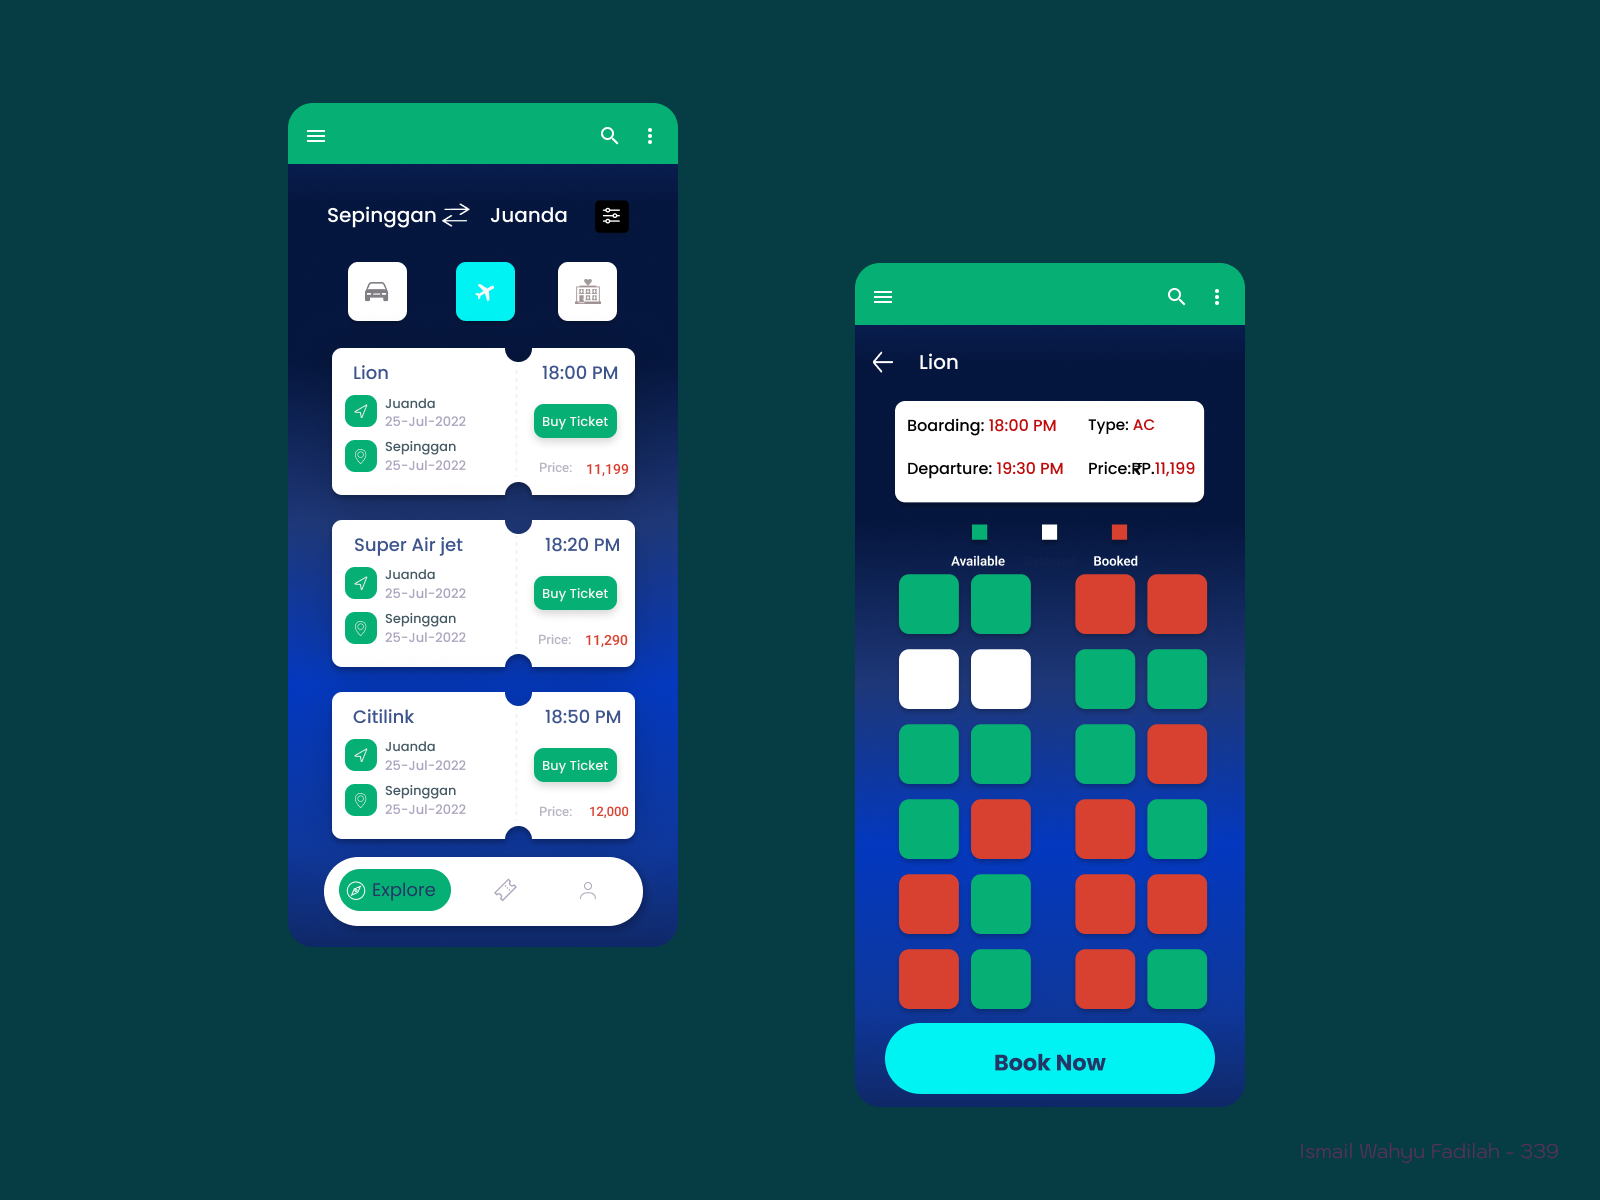 Sepinggan Juanda
Lion 18:00 PM
Juanda
25-Jul-2022
Buy Ticket
Sepinggan
25-Jul-2022
Price: 11,199
Super Air jet 18:20 PM
Juanda
25-Jul-2022
Buy Ticket
Sepinggan
25-Jul-2022
Price: 11,290
Citilink 18:50 PM
Juanda
25-Jul-2022
Buy Ticket
Sepinggan
25-Jul-2022
Price: 12,000
Explore
Lion
Boarding: 18:00 PM Type: AC
Departure: 19:30 PM Price:₹P.11,199
Available Booked
Book Now
Ismail Wahyu Fadilah - 339